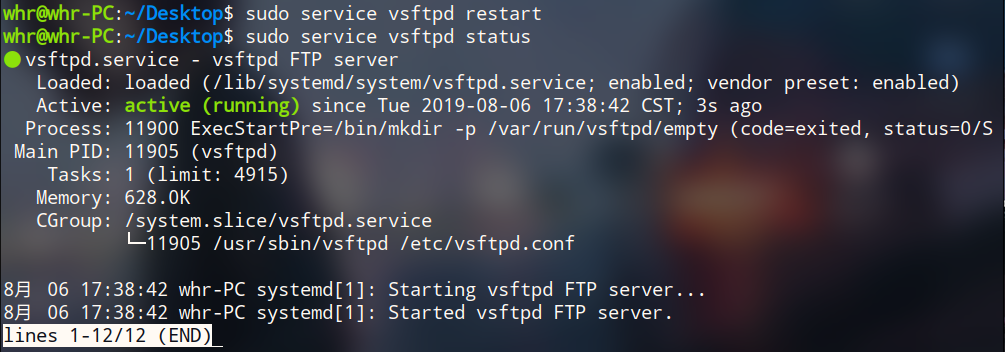 whr@whr-PC:~/Desktop$ sudo service vsftpd restart
whr@whr-PC:~/Desktop$ sudo service vsftpd status
● vsftpd.service - vsftpd FTP server
   Loaded: loaded (/lib/systemd/system/vsftpd.service; enabled; vendor preset: enabled)
   Active: active (running) since Tue 2019-08-06 17:38:42 CST; 3s ago
  Process: 11900 ExecStartPre=/bin/mkdir -p /var/run/vsftpd/empty (code=exited, status=0/S
 Main PID: 11905 (vsftpd)
    Tasks: 1 (limit: 4915)
   Memory: 628.0K
   CGroup: /system.slice/vsftpd.service
           └─11905 /usr/sbin/vsftpd /etc/vsftpd.conf

8月 06 17:38:42 whr-PC systemd[1]: Starting vsftpd FTP server...
8月 06 17:38:42 whr-PC systemd[1]: Started vsftpd FTP server.
lines 1-12/12 (END)